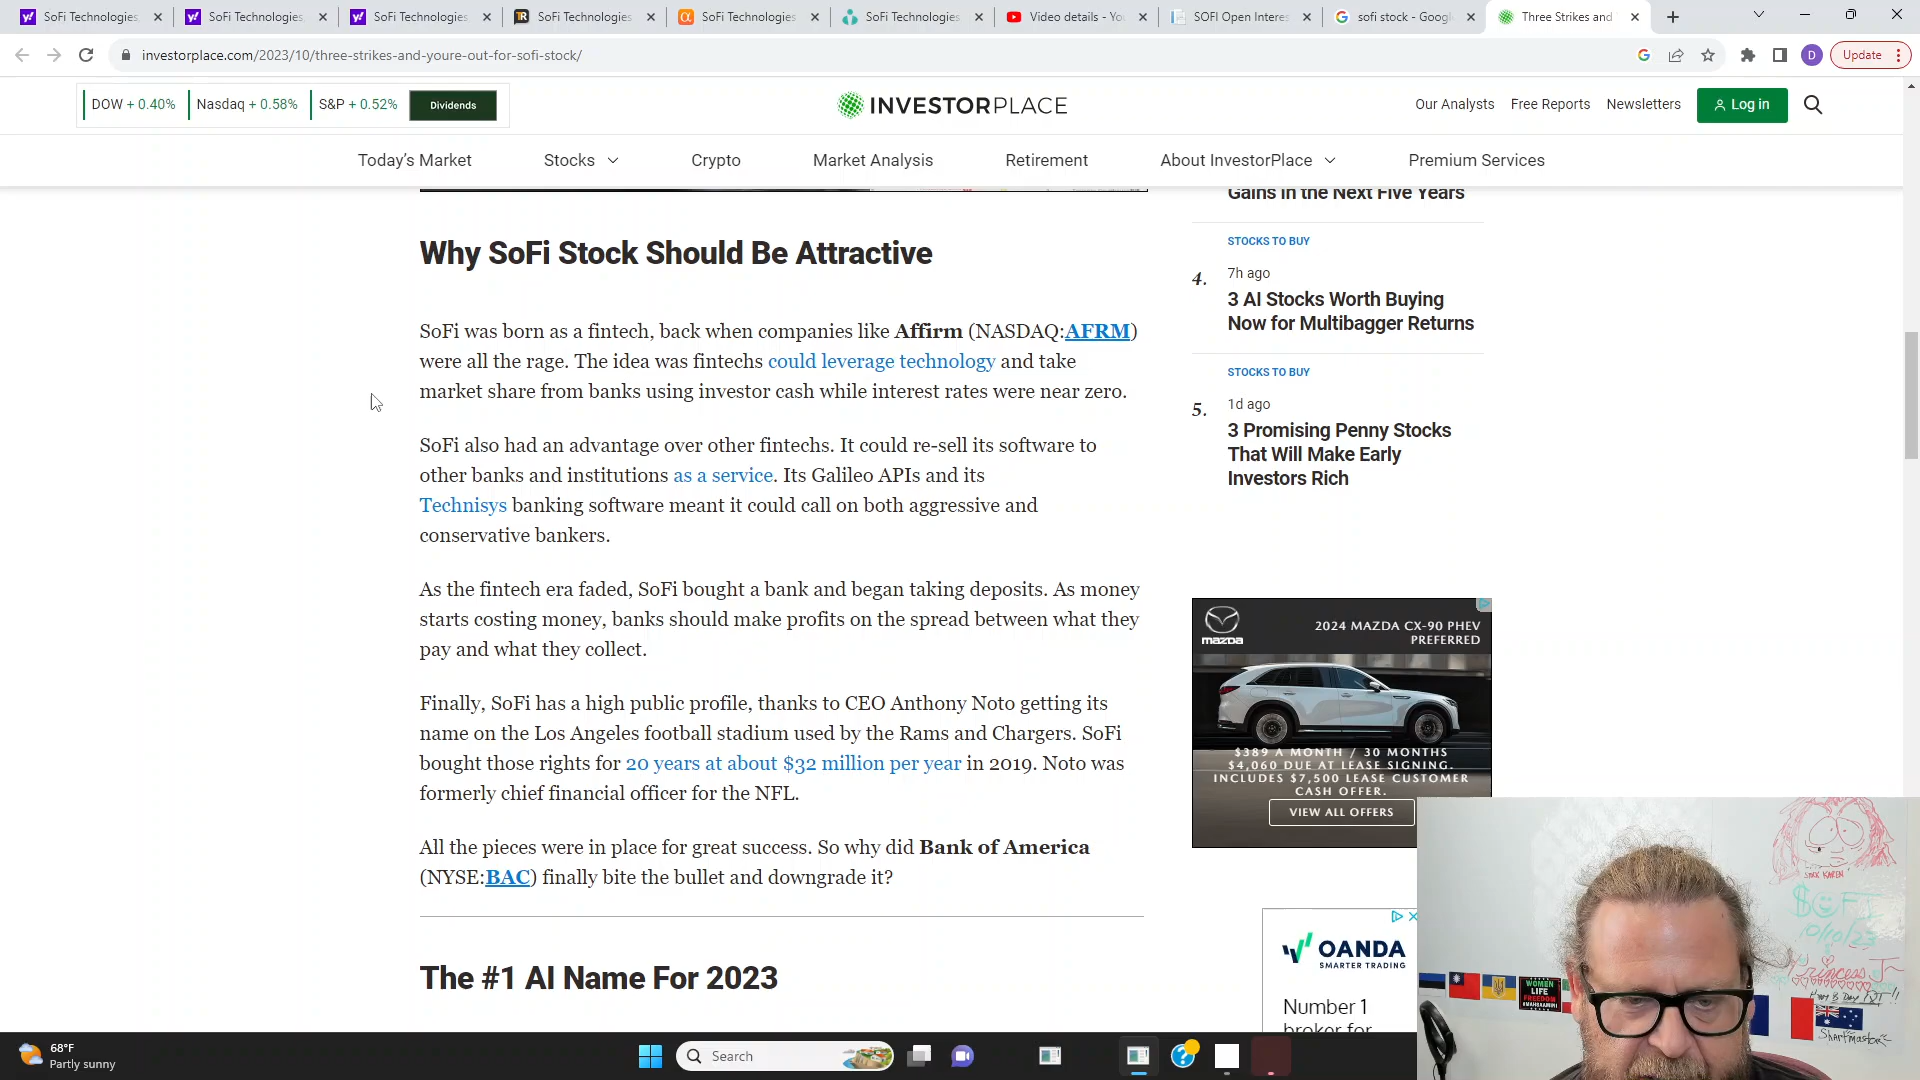 SoFi Technologies,
SoFi Technologies,
SoFi Technologies,
SoFi Technologies
SoFi Technologies
SoFi Technologies
Video details - Yo
SOFI Open Interes
sofi stock - Googl
Three Strikes and
investorplace.com/2023/10/three-strikes-and-youre-out-for-sofi-stock/
D
Update
DOW + 0.40%
Nasdaq + 0.58%
S&P + 0.52%
Dividends
INVESTORPLACE
Our Analysts
Free Reports
Newsletters
Log in
Today's Market
Stocks
Crypto
Market Analysis
Retirement
About InvestorPlace
Premium Services
Why SoFi Stock Should Be Attractive
SoFi was born as a fintech, back when companies like Affirm (NASDAQ:AFRM)
were all the rage. The idea was fintechs could leverage technology and take
market share from banks using investor cash while interest rates were near zero.
SoFi also had an advantage over other fintechs. It could re-sell its software to
other banks and institutions as a service. Its Galileo APIs and its
Technisys banking software meant it could call on both aggressive and
conservative bankers.
As the fintech era faded, SoFi bought a bank and began taking deposits. As money
starts costing money, banks should make profits on the spread between what they
pay and what they collect.
Finally, SoFi has a high public profile, thanks to CEO Anthony Noto getting its
name on the Los Angeles football stadium used by the Rams and Chargers. SoFi
bought those rights for 20 years at about $32 million per year in 2019. Noto was
formerly chief financial officer for the NFL.
All the pieces were in place for great success. So why did Bank of America
(NYSE:BAC) finally bite the bullet and downgrade it?
The #1 AI Name For 2023
Gains in the Next Five Years
STOCKS TO BUY
4.
7h ago
3 AI Stocks Worth Buying
Now for Multibagger Returns
STOCKS TO BUY
5.
1d ago
3 Promising Penny Stocks
That Will Make Early
Investors Rich
mazda
2024 MAZDA CX-90 PHEV
PREFERRED
$389 A MONTH / 30 MONTHS
$4,060 DUE AT LEASE SIGNING.
INCLUDES $7,500 LEASE CUSTOMER
CASH OFFER.
VIEW ALL OFFERS
OANDA
SMARTER TRADING
Number 1
broker for
$OFI
10/10/23
Princess Jr
WOMEN
LIFE
FREEDOM
68°F
Partly sunny
Search